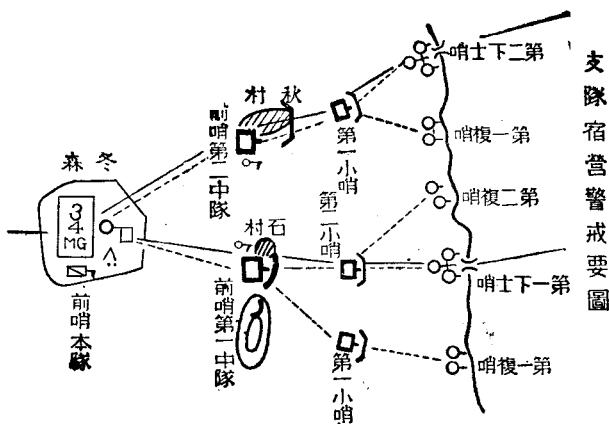 支隊宿營警戒要圖
第二下士哨
第一複哨
第二複哨
第一下士哨
第一複哨
第一小哨
第二小哨
第一小哨
秋村
前哨第二中隊
石村
前哨第一中隊
冬森
3
4
MG
前哨本隊